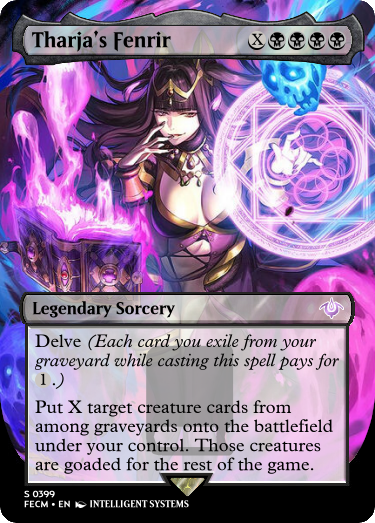 Tharja's Fenrir X
Legendary Sorcery
Delve (Each card you exile from your
graveyard while casting this spell pays for
1.)
Put X target creature cards from
among graveyards onto the battlefield
under your control. Those creatures
are goaded for the rest of the game.
S 0399
FECM • EN INTELLIGENT SYSTEMS